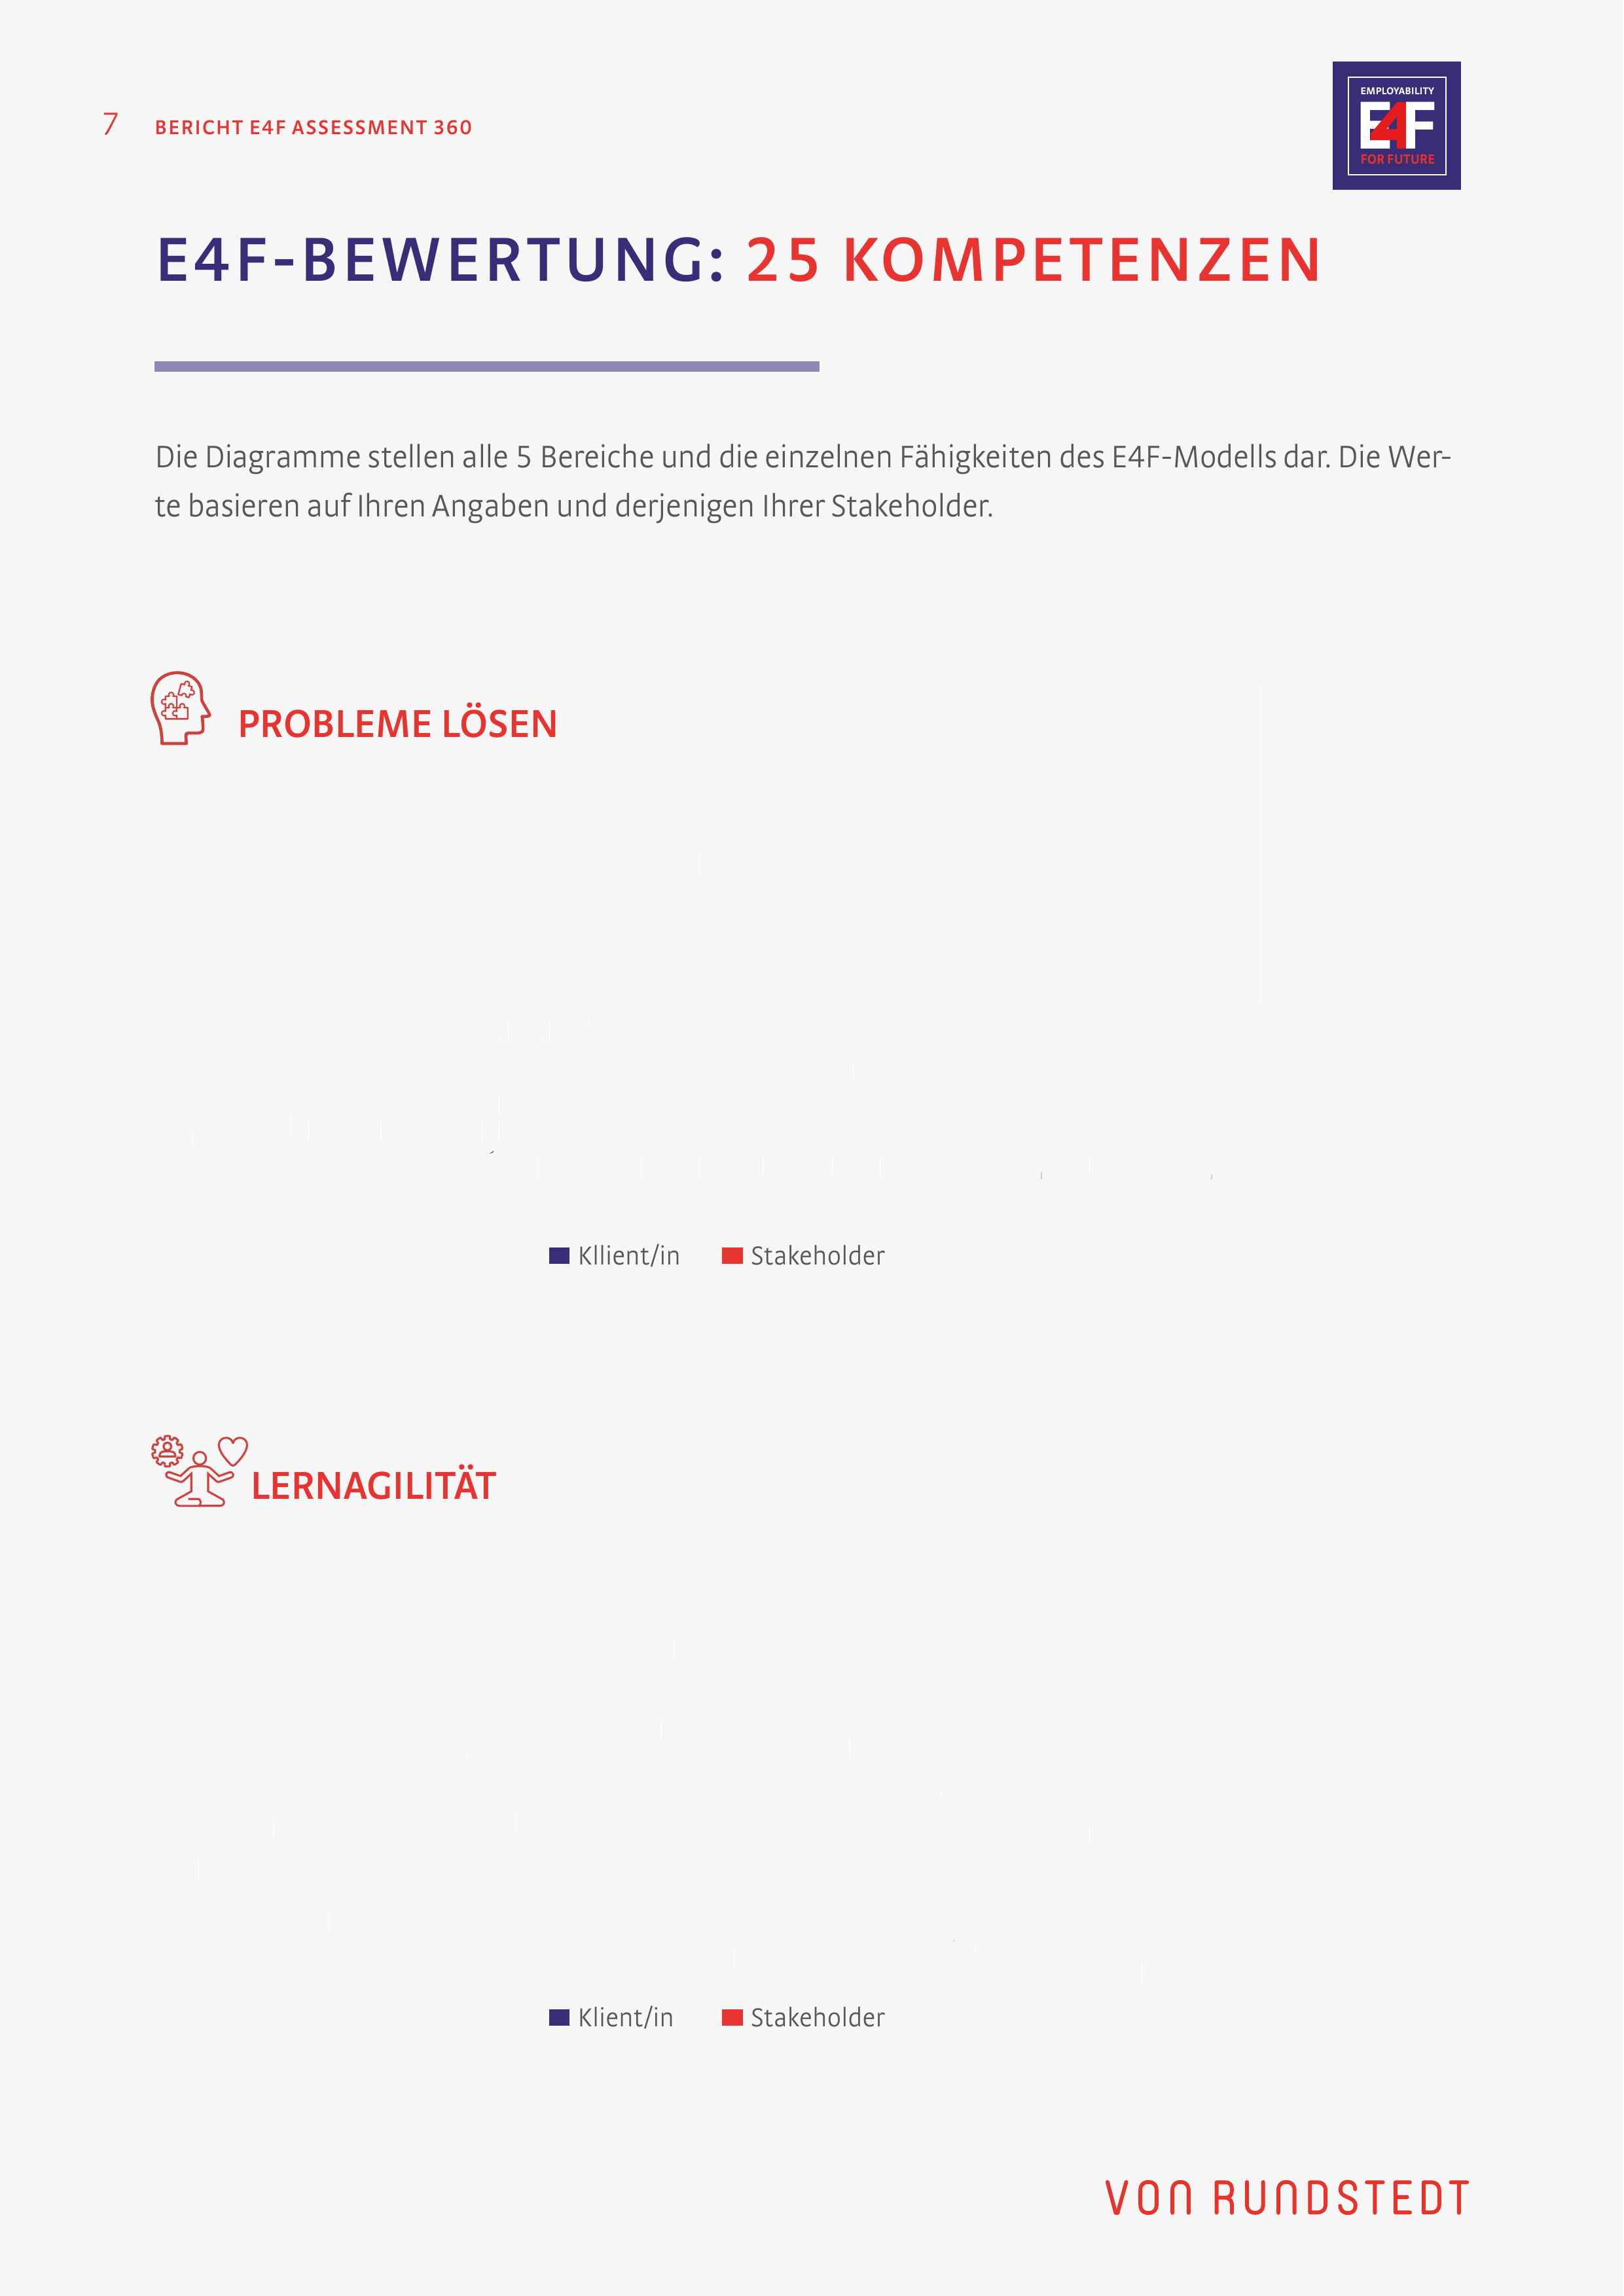 7 BERICHT E4F ASSESSMENT 360
EMPLOYABILITY
E4F
FOR FUTURE
E4F-BEWERTUNG: 25 KOMPETENZEN
Die Diagramme stellen alle 5 Bereiche und die einzelnen Fähigkeiten des E4F-Modells dar. Die Wer-
te basieren auf Ihren Angaben und derjenigen Ihrer Stakeholder.
PROBLEME LÖSEN
Kllient/in Stakeholder
LERNAGILITÄT
Klient/in Stakeholder
VON RUNDSTEDT